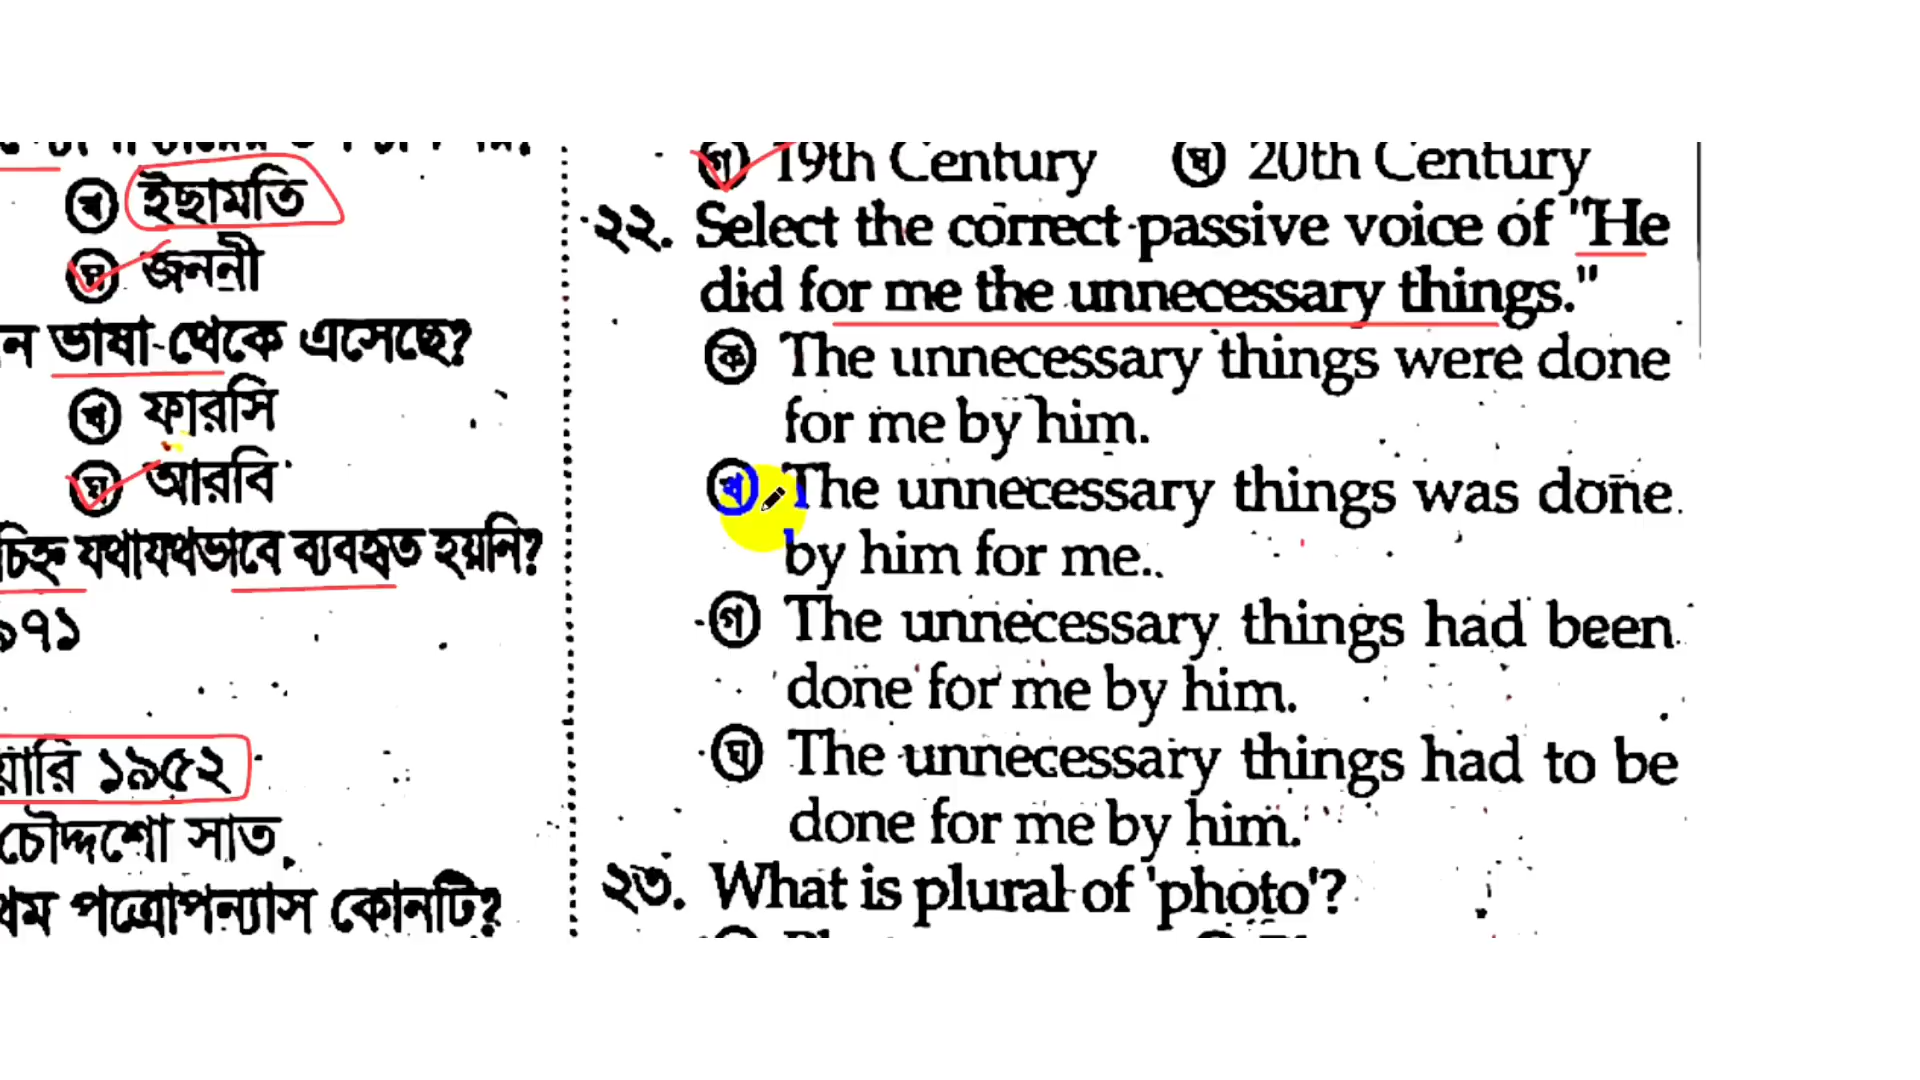 খ ইছামতি
ঘ জননী
ন ভাষা থেকে এসেছে?
খ ফারসি
ঘ আরবি
চিহ্ন যথাযথভাবে ব্যবহৃত হয়নি?
৯৭১
য়ারি ১৯৫২
চৌদ্দশো সাত
থম পত্রোপন্যাস কোনটি?
গ 19th Century ঘ 20th Century
২২. Select the correct passive voice of "He
did for me the unnecessary things."
ক The unnecessary things were done
for me by him.
খ The unnecessary things was done
by him for me..
গ The unnecessary things had been
done for me by him.
ঘ The unnecessary things had to be
done for me by him.
২৩. What is plural of 'photo'?